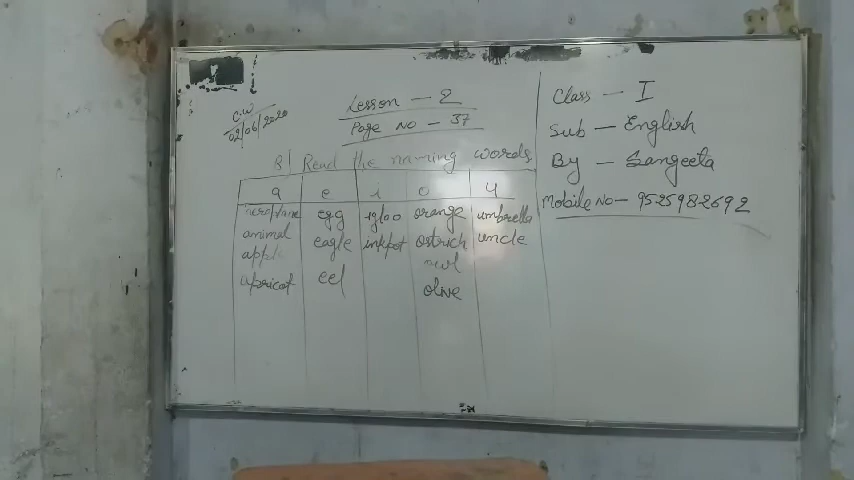 C.W
02/06/2020
Lesson - 2
Page No - 37
B| Read the naming words
a e i o u
aeroplane egg igloo orange umbrella
animal eagle inkpot ostrich uncle
apple owl
apricot eel olive
Class - I
Sub - English
By - Sangeeta
Mobile No - 9525982692